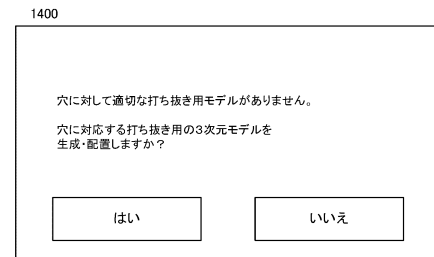 1400
穴に対して適切な打ち抜き用モデルがありません。
穴に対応する打ち抜き用の3次元モデルを
生成・配置しますか？
はい
いいえ